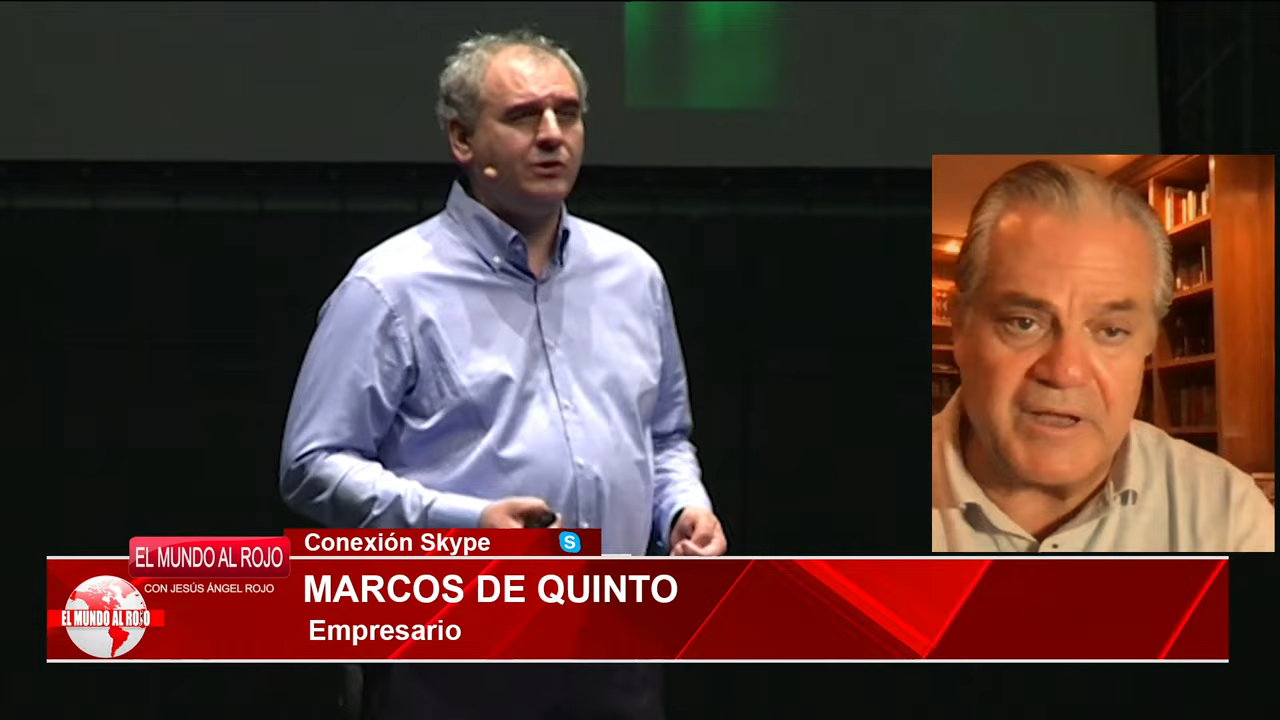 Conexión Skype
S
EL MUNDO AL ROJO
CON JESÚS ÁNGEL ROJO
EL MUNDO AL ROJO
MARCOS DE QUINTO
Empresario